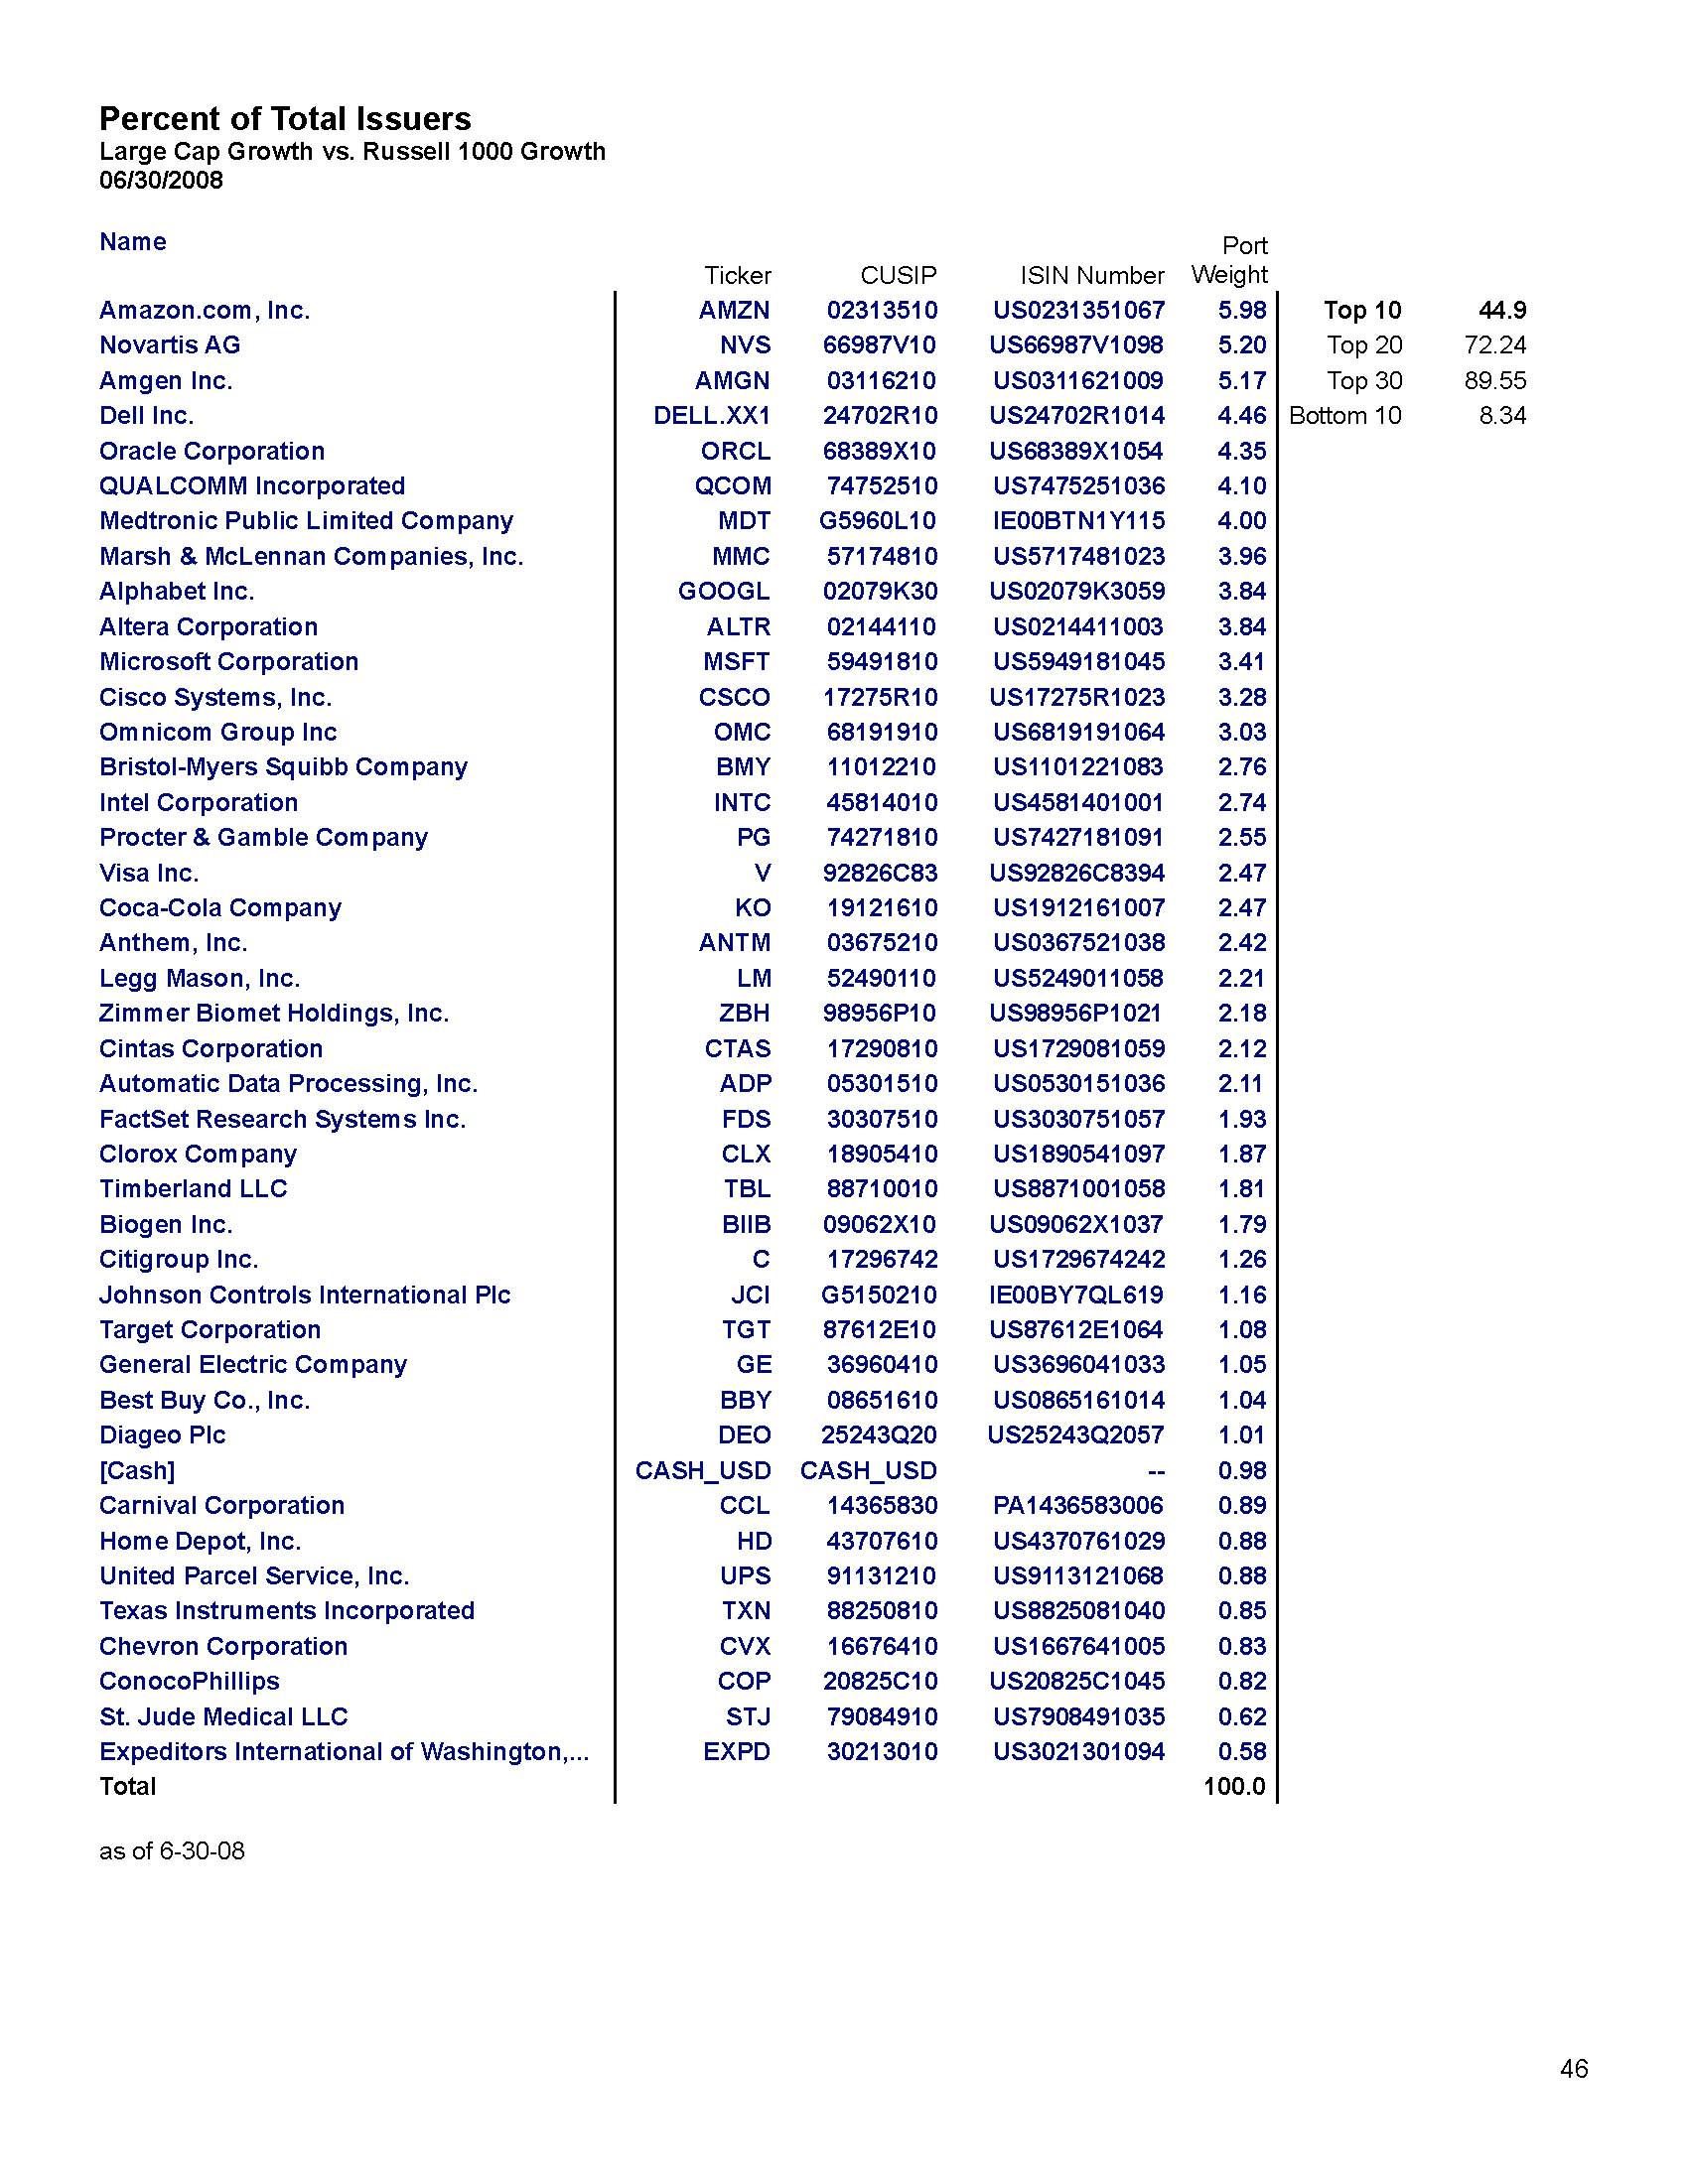 Percent of Total Issuers
Large Cap Growth vs. Russell 1000 Growth
06/30/2008
Name Ticker CUSIP ISIN Number Port Weight
Amazon.com, Inc. AMZN 02313510 US0231351067 5.98 Top 10 44.9
Novartis AG NVS 66987V10 US66987V1098 5.20 Top 20 72.24
Amgen Inc. AMGN 03116210 US0311621009 5.17 Top 30 89.55
Dell Inc. DELL.XX1 24702R10 US24702R1014 4.46 Bottom 10 8.34
Oracle Corporation ORCL 68389X10 US68389X1054 4.35
QUALCOMM Incorporated QCOM 74752510 US7475251036 4.10
Medtronic Public Limited Company MDT G5960L10 IE00BTN1Y115 4.00
Marsh & McLennan Companies, Inc. MMC 57174810 US5717481023 3.96
Alphabet Inc. GOOGL 02079K30 US02079K3059 3.84
Altera Corporation ALTR 02144110 US0214411003 3.84
Microsoft Corporation MSFT 59491810 US5949181045 3.41
Cisco Systems, Inc. CSCO 17275R10 US17275R1023 3.28
Omnicom Group Inc OMC 68191910 US6819191064 3.03
Bristol-Myers Squibb Company BMY 11012210 US1101221083 2.76
Intel Corporation INTC 45814010 US4581401001 2.74
Procter & Gamble Company PG 74271810 US7427181091 2.55
Visa Inc. V 92826C83 US92826C8394 2.47
Coca-Cola Company KO 19121610 US1912161007 2.47
Anthem, Inc. ANTM 03675210 US0367521038 2.42
Legg Mason, Inc. LM 52490110 US5249011058 2.21
Zimmer Biomet Holdings, Inc. ZBH 98956P10 US98956P1021 2.18
Cintas Corporation CTAS 17290810 US1729081059 2.12
Automatic Data Processing, Inc. ADP 05301510 US0530151036 2.11
FactSet Research Systems Inc. FDS 30307510 US3030751057 1.93
Clorox Company CLX 18905410 US1890541097 1.87
Timberland LLC TBL 88710010 US8871001058 1.81
Biogen Inc. BIIB 09062X10 US09062X1037 1.79
Citigroup Inc. C 17296742 US1729674242 1.26
Johnson Controls International Plc JCI G5150210 IE00BY7QL619 1.16
Target Corporation TGT 87612E10 US87612E1064 1.08
General Electric Company GE 36960410 US3696041033 1.05
Best Buy Co., Inc. BBY 08651610 US0865161014 1.04
Diageo Plc DEO 25243Q20 US25243Q2057 1.01
[Cash] CASH_USD CASH_USD -- 0.98
Carnival Corporation CCL 14365830 PA1436583006 0.89
Home Depot, Inc. HD 43707610 US4370761029 0.88
United Parcel Service, Inc. UPS 91131210 US9113121068 0.88
Texas Instruments Incorporated TXN 88250810 US8825081040 0.85
Chevron Corporation CVX 16676410 US1667641005 0.83
ConocoPhillips COP 20825C10 US20825C1045 0.82
St. Jude Medical LLC STJ 79084910 US7908491035 0.62
Expeditors International of Washington,... EXPD 30213010 US3021301094 0.58
Total 100.0
as of 6-30-08
46